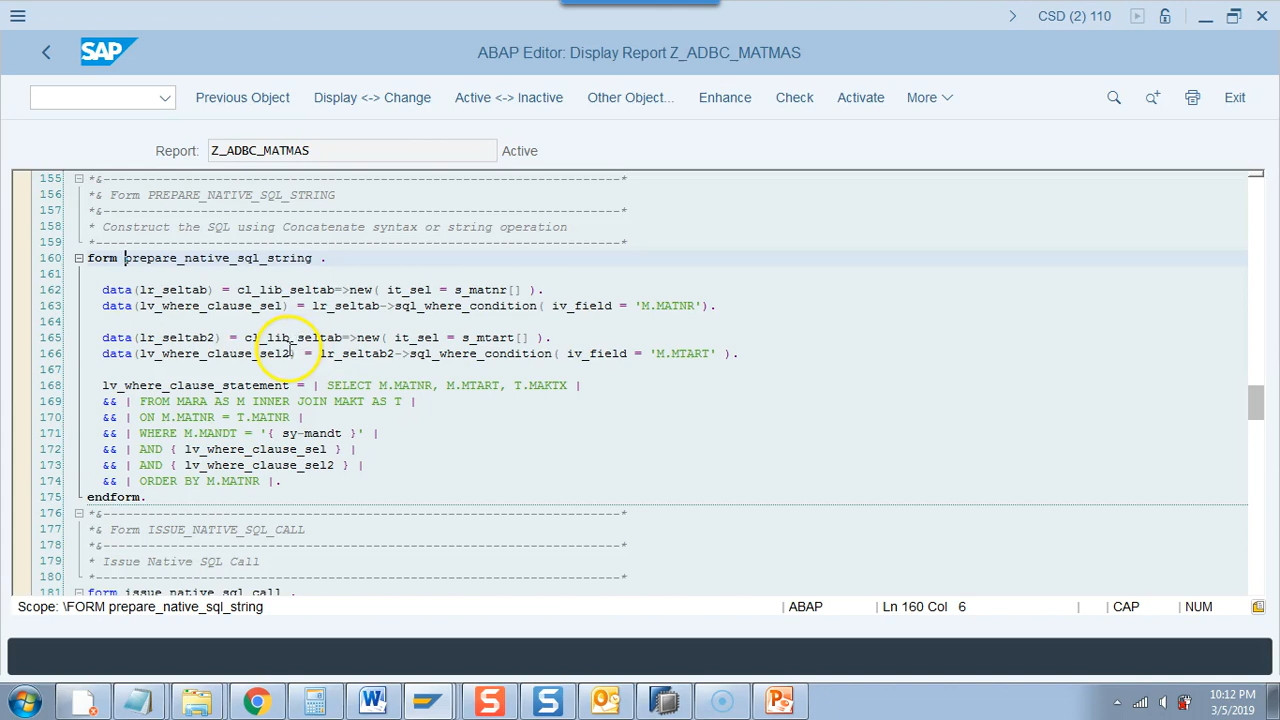 CSD (2) 110
SAP
ABAP Editor: Display Report Z_ADBC_MATMAS
Previous Object
Display <-> Change
Active <-> Inactive
Other Object...
Enhance
Check
Activate
More
Exit
Report:
Z_ADBC_MATMAS
Active
155 *&---------------------------------------------------------------------*
156 *& Form PREPARE_NATIVE_SQL_STRING
157 *&---------------------------------------------------------------------*
158 * Construct the SQL using Concatenate syntax or string operation
159 *----------------------------------------------------------------------*
160 form prepare_native_sql_string .
161
162 data(lr_seltab) = cl_lib_seltab=>new( it_sel = s_matnr[] ).
163 data(lv_where_clause_sel) = lr_seltab->sql_where_condition( iv_field = 'M.MATNR').
164
165 data(lr_seltab2) = cl_lib_seltab=>new( it_sel = s_mtart[] ).
166 data(lv_where_clause_sel2) = lr_seltab2->sql_where_condition( iv_field = 'M.MTART' ).
167
168 lv_where_clause_statement = | SELECT M.MATNR, M.MTART, T.MAKTX |
169 && | FROM MARA AS M INNER JOIN MAKT AS T |
170 && | ON M.MATNR = T.MATNR |
171 && | WHERE M.MANDT = '{ sy-mandt }' |
172 && | AND { lv_where_clause_sel } |
173 && | AND { lv_where_clause_sel2 } |
174 && | ORDER BY M.MATNR |.
175 endform.
176 *&---------------------------------------------------------------------*
177 *& Form ISSUE_NATIVE_SQL_CALL
178 *&---------------------------------------------------------------------*
179 * Issue Native SQL Call
180 *----------------------------------------------------------------------*
181 form issue_native_sql_call .
Scope: \FORM prepare_native_sql_string
ABAP
Ln 160 Col 6
CAP
NUM
10:12 PM
3/5/2019